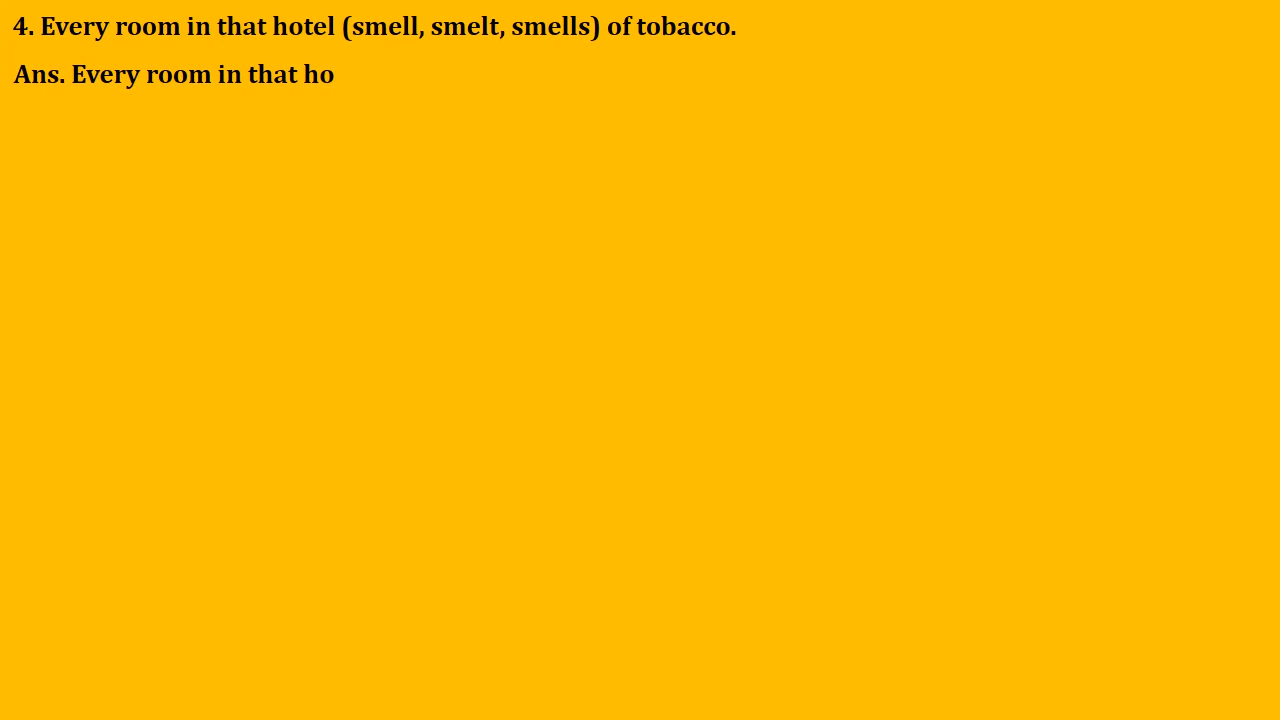 4. Every room in that hotel (smell, smelt, smells) of tobacco.
Ans. Every room in that ho